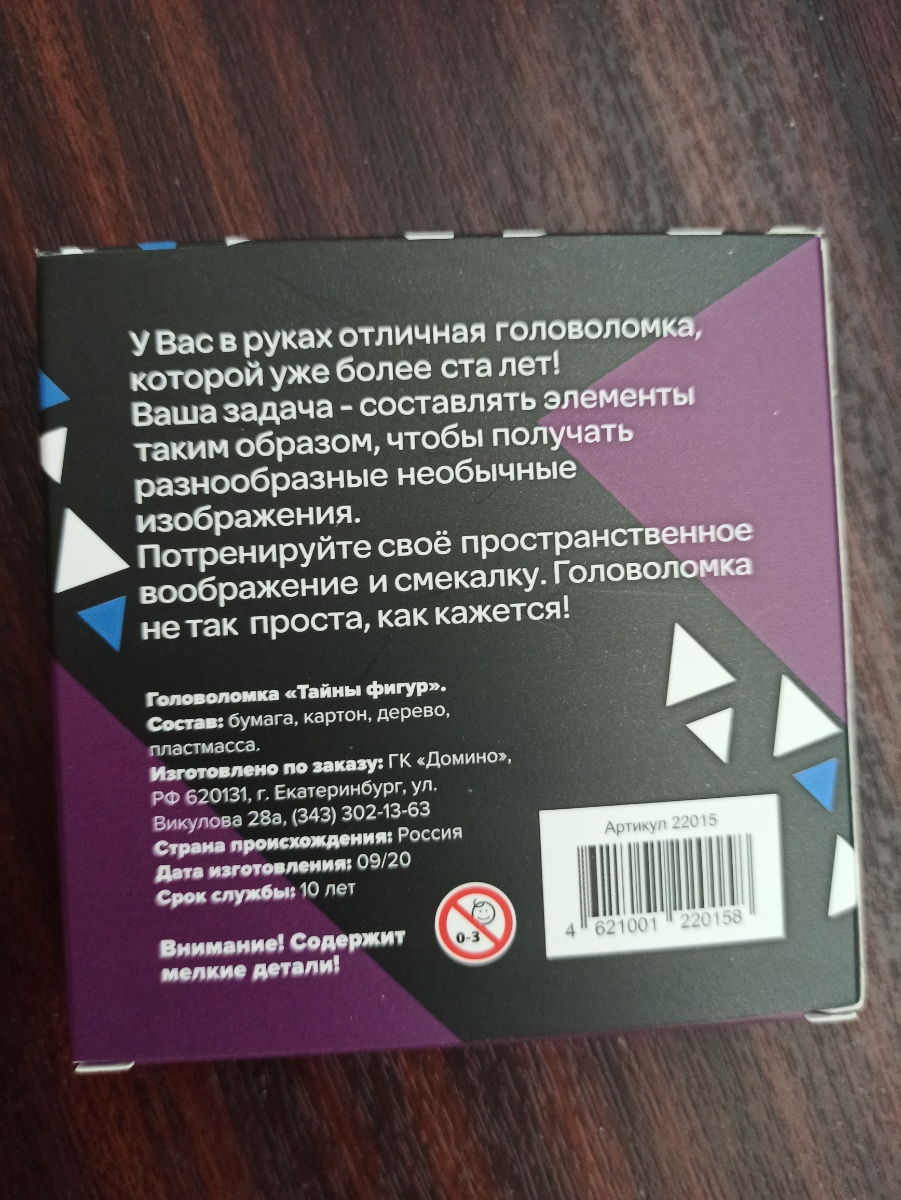 У Вас в руках отличная головоломка,
которой уже более ста лет!
Ваша задача - составлять элементы
таким образом, чтобы получать
разнообразные необычные
изображения.
Потренируйте своё пространственное
воображение и смекалку. Головоломка
не так проста, как кажется!
Головоломка «Тайны фигур».
Состав: бумага, картон, дерево,
пластмасса.
Изготовлено по заказу: ГК «Домино»,
РФ 620131, г. Екатеринбург, ул.
Викулова 28а, (343) 302-13-63
Страна происхождения: Россия
Дата изготовления: 09/20
Срок службы: 10 лет
Внимание! Содержит
мелкие детали!
0-3
Артикул 22015
4 621001 220158